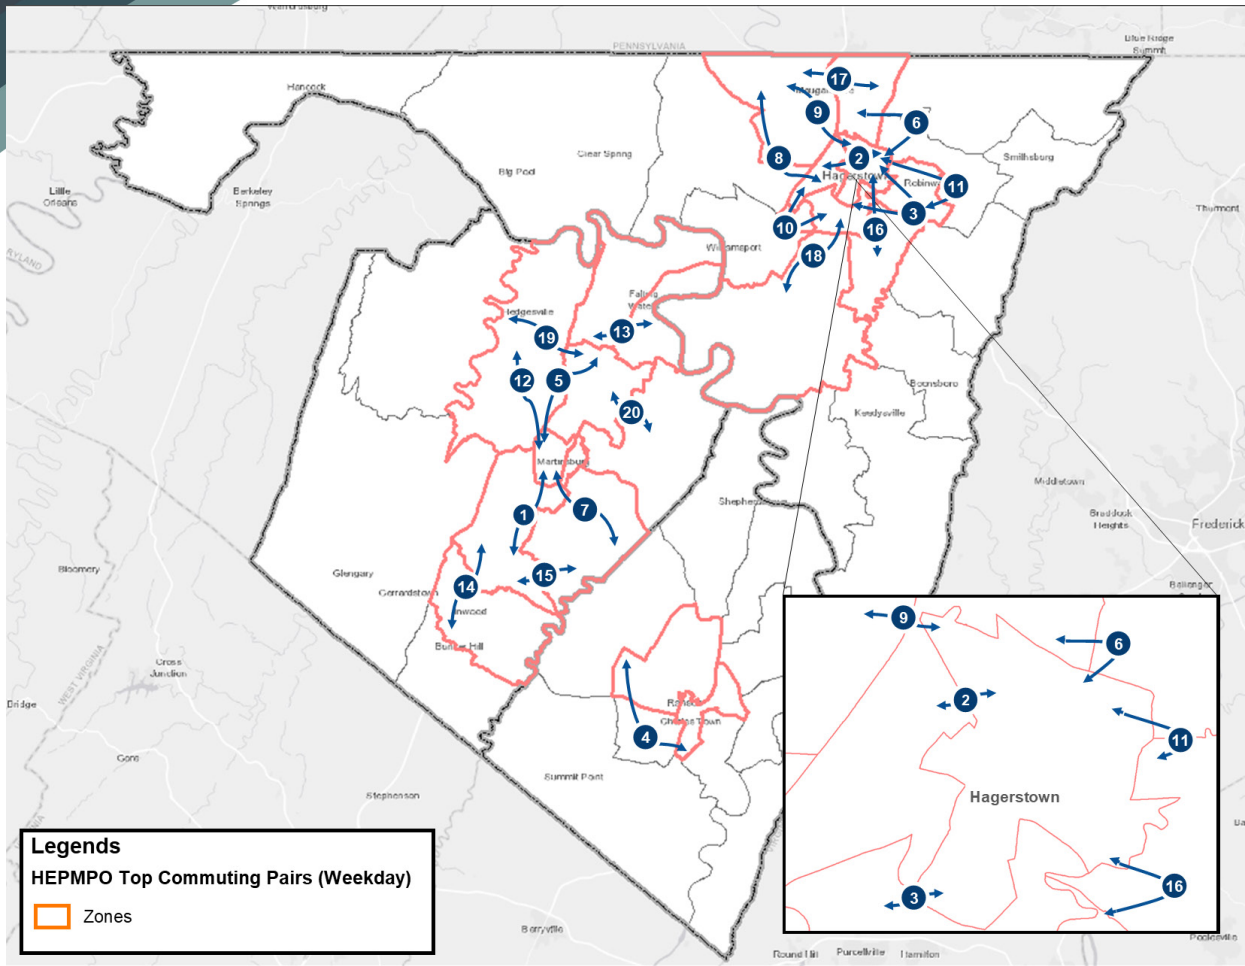 PENNSYLVANIA
Blue Ridge
Summit
Hancock
17
9
6
Clear Spring
Smithsburg
8
2
Big Pool
Hagerstown
Little
Orleans
Berkeley
Springs
11
Thurmont
3
10
16
Williamsport
18
RYLAND
Falling
Waters
Hedgesville
13
19
12
5
Boonsboro
20
Keedysville
Martinsburg
Middletown
Shepherdstown
1
7
Braddock
Heights
Frederick
Bloomery
Glengary
15
Gerrardstown
14
Inwood
Bunker Hill
WEST VIRGINIA
Cross
Junction
Bridge
Ranson
Charles Town
4
Gore
Summit Point
Stephenson
9
6
2
11
Hagerstown
16
3
Legends
HEPMPO Top Commuting Pairs (Weekday)
Zones
Berryville
Round Hill
Purcellville
Hamilton
Poolesville